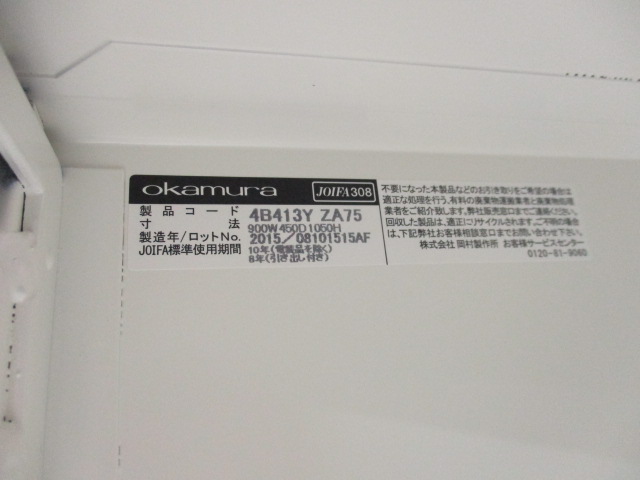 okamura JOIFA308
製品コード 4B413Y ZA75
寸法 900W450D1050H
製造年/ロットNo. 2015/08101515AF
JOIFA標準使用期間 10年(電装品を除く)
8年(引き出し付き)
不要になった本製品などのお引き取りをご希望の場合は
適正な処理を行う、有料の廃棄物運搬業者と廃棄物処理
業者をご紹介致します。弊社販売窓口までご連絡ください。
回収した製品は、適正にリサイクルされます。ご不明の場合
は、下記弊社お客様相談窓口までお問い合わせ下さい。
株式会社 岡村製作所 お客様サービスセンター
0120-81-9060